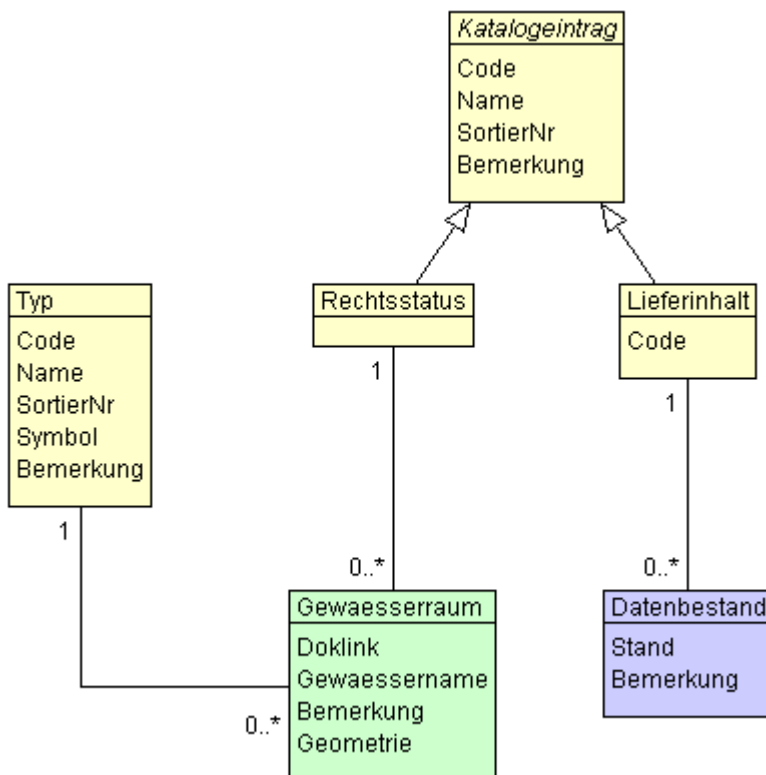 Katalogeintrag
Code
Name
SortierNr
Bemerkung
Typ
Code
Name
SortierNr
Symbol
Bemerkung
Rechtsstatus
Lieferinhalt
Code
1
1
1
0..*
0..*
0..*
Gewaesserraum
Doklink
Gewaessername
Bemerkung
Geometrie
Datenbestand
Stand
Bemerkung